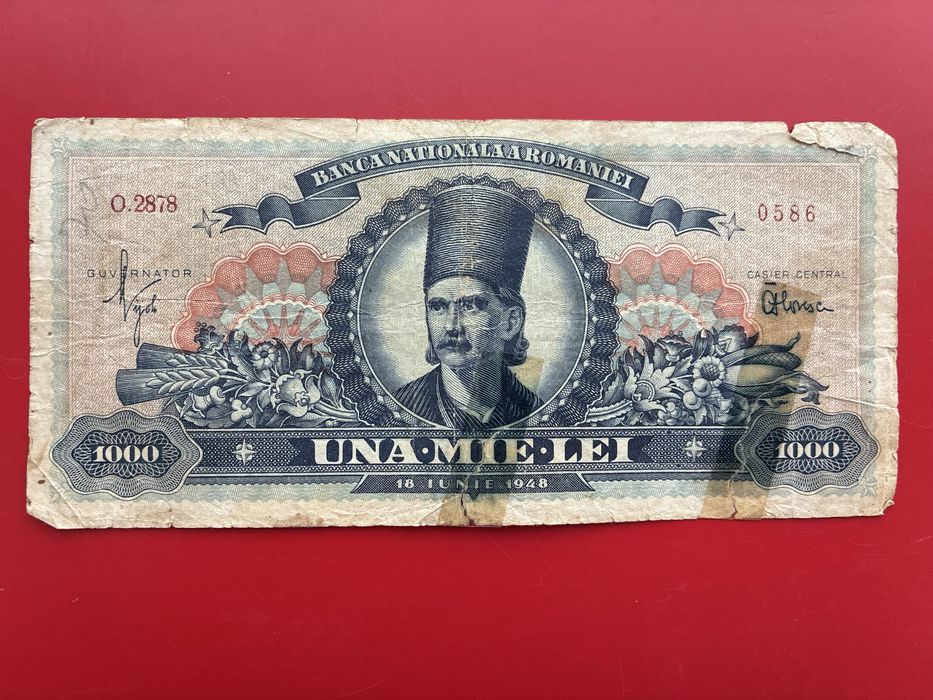 BANCA NATIONALA A ROMANIEI
O.2878
0586
GUVERNATOR
CASIER CENTRAL
1000
UNA·MIE·LEI
1000
18 IUNIE 1948